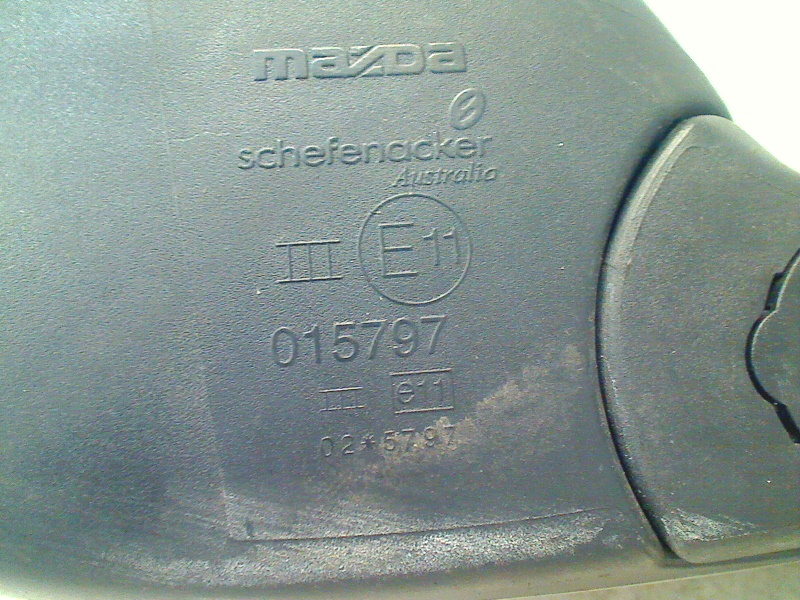 mazda
schefenacker
Australia
III E11
015797
III e11
02*5797